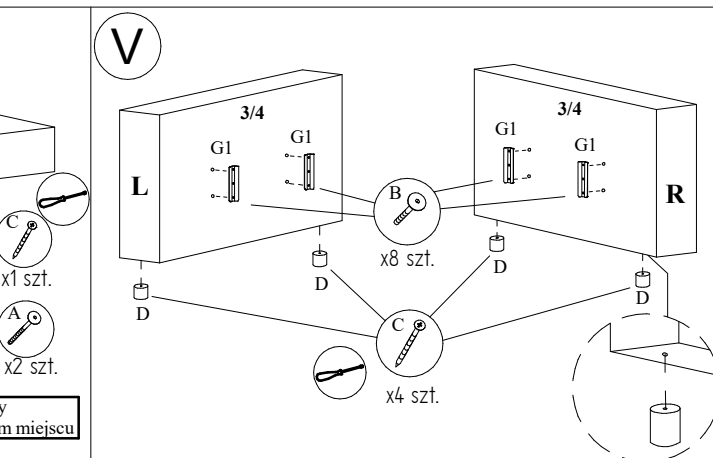 C
x1 szt.
A
x2 szt.
y
m miejscu
V
L
3/4
G1
G1
3/4
G1
G1
R
B
x8 szt.
D
D
D
D
C
x4 szt.